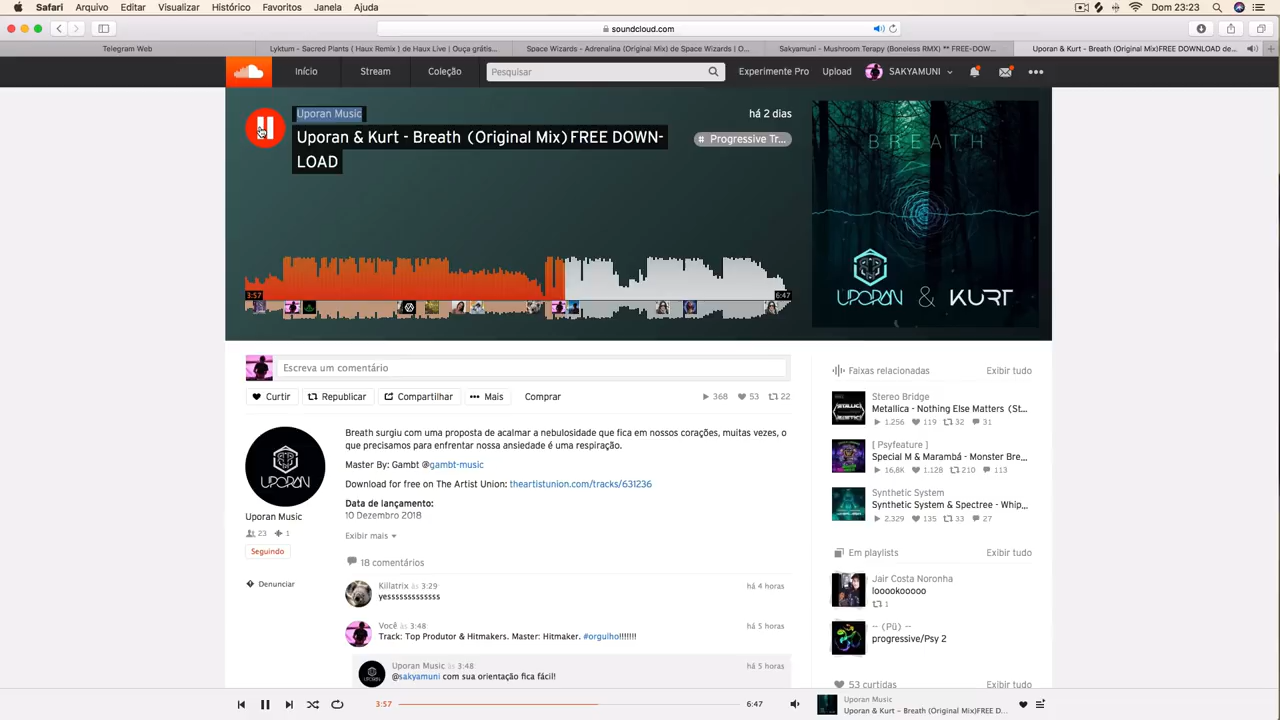 Safari Arquivo Editar Visualizar Histórico Favoritos Janela Ajuda
Dom 23:23
soundcloud.com
Telegram Web
Lyktum - Sacred Plants ( Haux Remix ) de Haux Live | Ouça grátis...
Space Wizards - Adrenalina (Original Mix) de Space Wizards | O...
Sakyamuni - Mushroom Terapy (Boneless RMX) ** FREE-DOW...
Uporan & Kurt - Breath (Original Mix)FREE DOWNLOAD de...
Início Stream Coleção Pesquisar Experimente Pro Upload SAKYAMUNI
Uporan Music
há 2 dias
Uporan & Kurt - Breath (Original Mix)FREE DOWN-
LOAD
# Progressive Tr...
BREATH
UPORAN & KURT
3:57
6:47
Escreva um comentário
Curtir Republicar Compartilhar Mais Comprar
368 53 22
Breath surgiu com uma proposta de acalmar a nebulosidade que fica em nossos corações, muitas vezes, o
que precisamos para enfrentar nossa ansiedade é uma respiração.
Master By: Gambt @gambt-music
Download for free on The Artist Union: theartistunion.com/tracks/631236
Data de lançamento:
10 Dezembro 2018
Exibir mais
UPORAN
Uporan Music
23 1
Seguindo
Denunciar
18 comentários
Killatrix às 3:29
há 4 horas
yesssssssssssss
Você às 3:48
há 5 horas
Track: Top Produtor & Hitmakers. Master: Hitmaker. #orgulho!!!!!!!
Uporan Music às 3:48
há 5 horas
@sakyamuni com sua orientação fica fácil!
Faixas relacionadas Exibir tudo
Stereo Bridge
Metallica - Nothing Else Matters (St...
1.256 119 32 31
[ Psyfeature ]
Special M & Marambá - Monster Bre...
16,8K 1.128 210 113
Synthetic System
Synthetic System & Spectree - Whip...
2.329 135 33 27
Em playlists Exibir tudo
Jair Costa Noronha
looookooooo
1
-- (Pü) --
progressive/Psy 2
53 curtidas Exibir tudo
3:57
6:47
Uporan Music
Uporan & Kurt - Breath (Original Mix)FREE D...